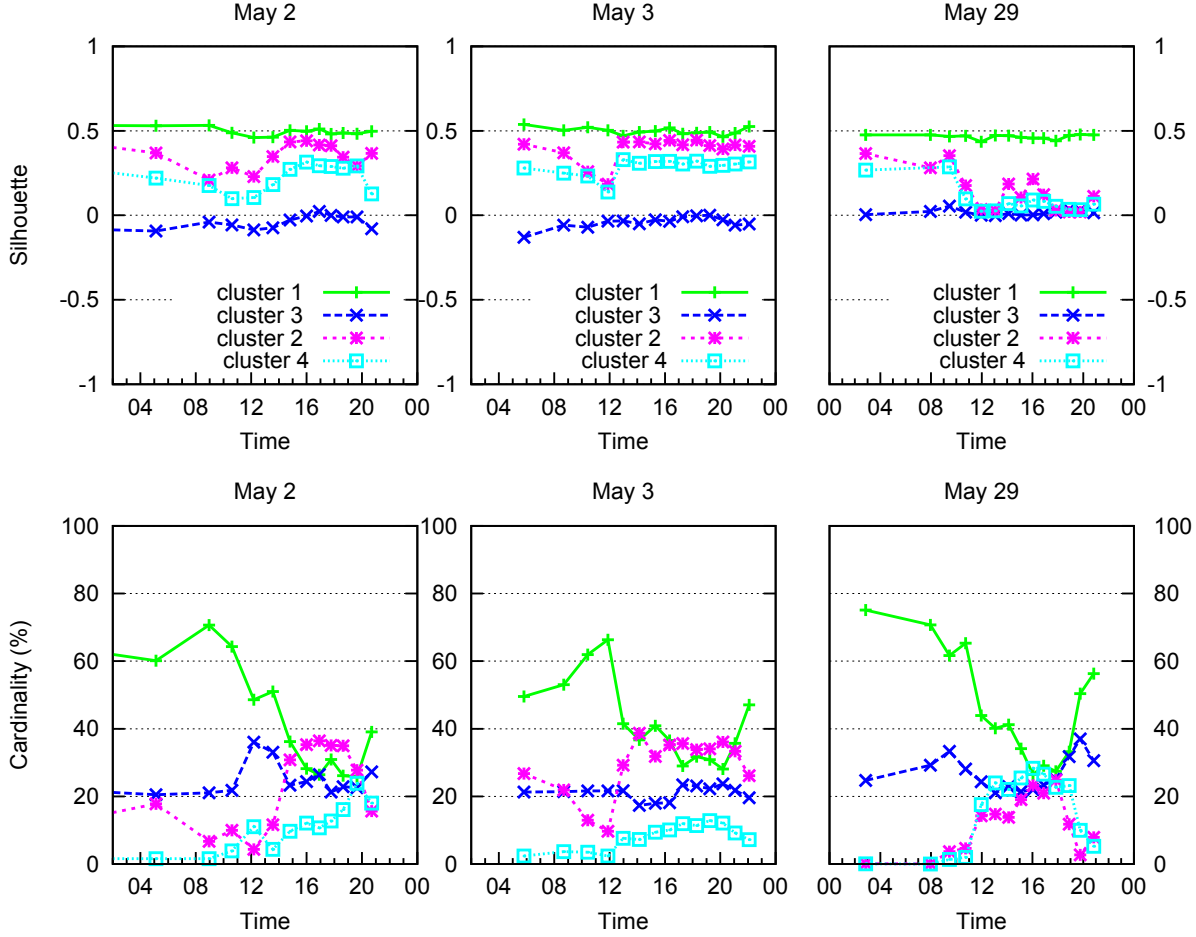 May 2 May 3 May 29
1 1
0.5 0.5 0.5
0 0 0
Silhouette
-0.5 -0.5 -0.5
-1 -1 -1
cluster 1 cluster 1 cluster 1
cluster 3 cluster 3 cluster 3
cluster 2 cluster 2 cluster 2
cluster 4 cluster 4 cluster 4
04 08 12 16 20 00 04 08 12 16 20 00 00 04 08 12 16 20 00
Time Time Time
May 2 May 3 May 29
100 100 100
80 80 80
60 60 60
40 40 40
20 20 20
0 0 0
Cardinality (%)
04 08 12 16 20 00 04 08 12 16 20 00 00 04 08 12 16 20 00
Time Time Time